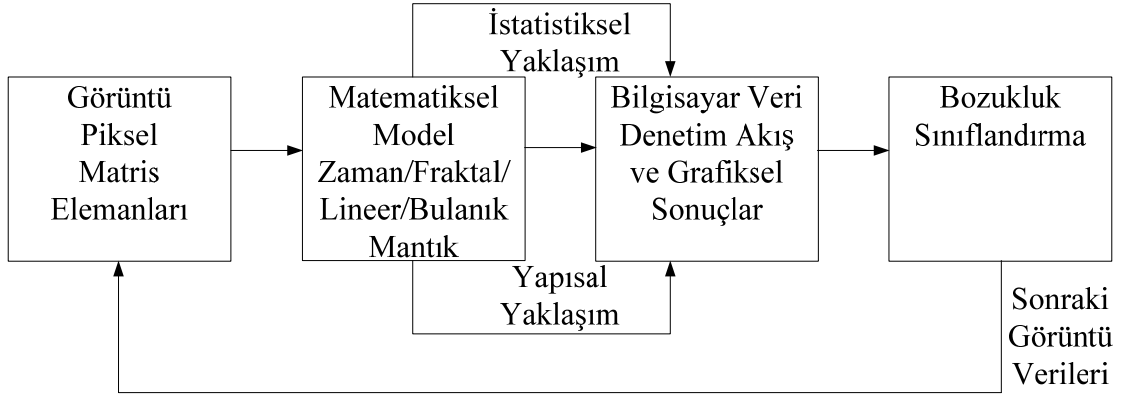 İstatistiksel
Yaklaşım
Görüntü
Piksel
Matris
Elemanları
Matematiksel
Model
Zaman/Fraktal/
Lineer/Bulanık
Mantık
Bilgisayar Veri
Denetim Akış
ve Grafiksel
Sonuçlar
Bozukluk
Sınıflandırma
Yapısal
Yaklaşım
Sonraki
Görüntü
Verileri